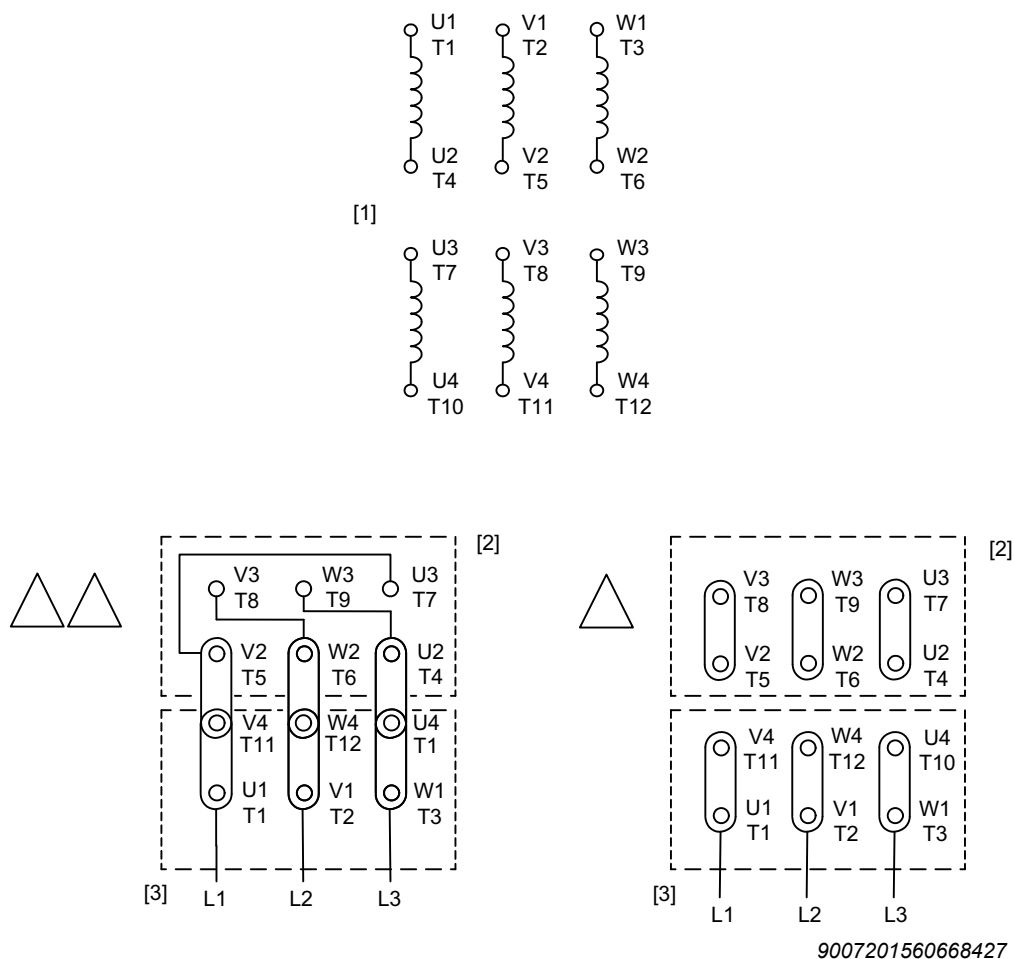 U1 V1 W1
T1 T2 T3
U2 V2 W2
T4 T5 T6
[1]
U3 V3 W3
T7 T8 T9
U4 V4 W4
T10 T11 T12
[2]
V3 W3 U3
T8 T9 T7
V2 W2 U2
T5 T6 T4
V4 W4 U4
T11 T12 T1
U1 V1 W1
T1 T2 T3
[3] L1 L2 L3
[2]
V3 W3 U3
T8 T9 T7
V2 W2 U2
T5 T6 T4
V4 W4 U4
T11 T12 T10
U1 V1 W1
T1 T2 T3
[3] L1 L2 L3
9007201560668427